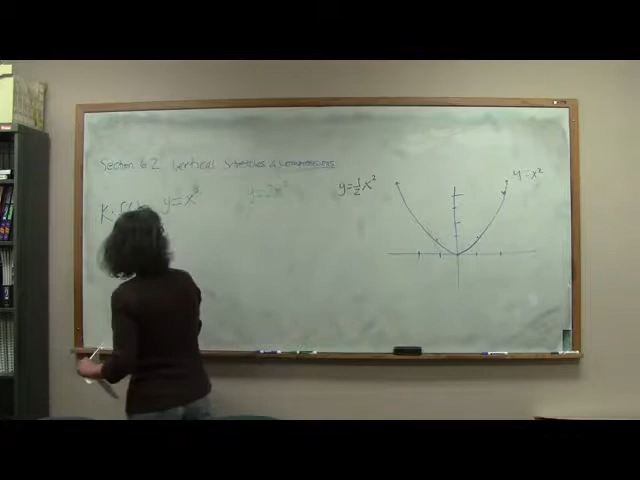 Section 6.2 Vertical Stretches & Compressions
y=x²
y=2x²
y=½x²
y=x²